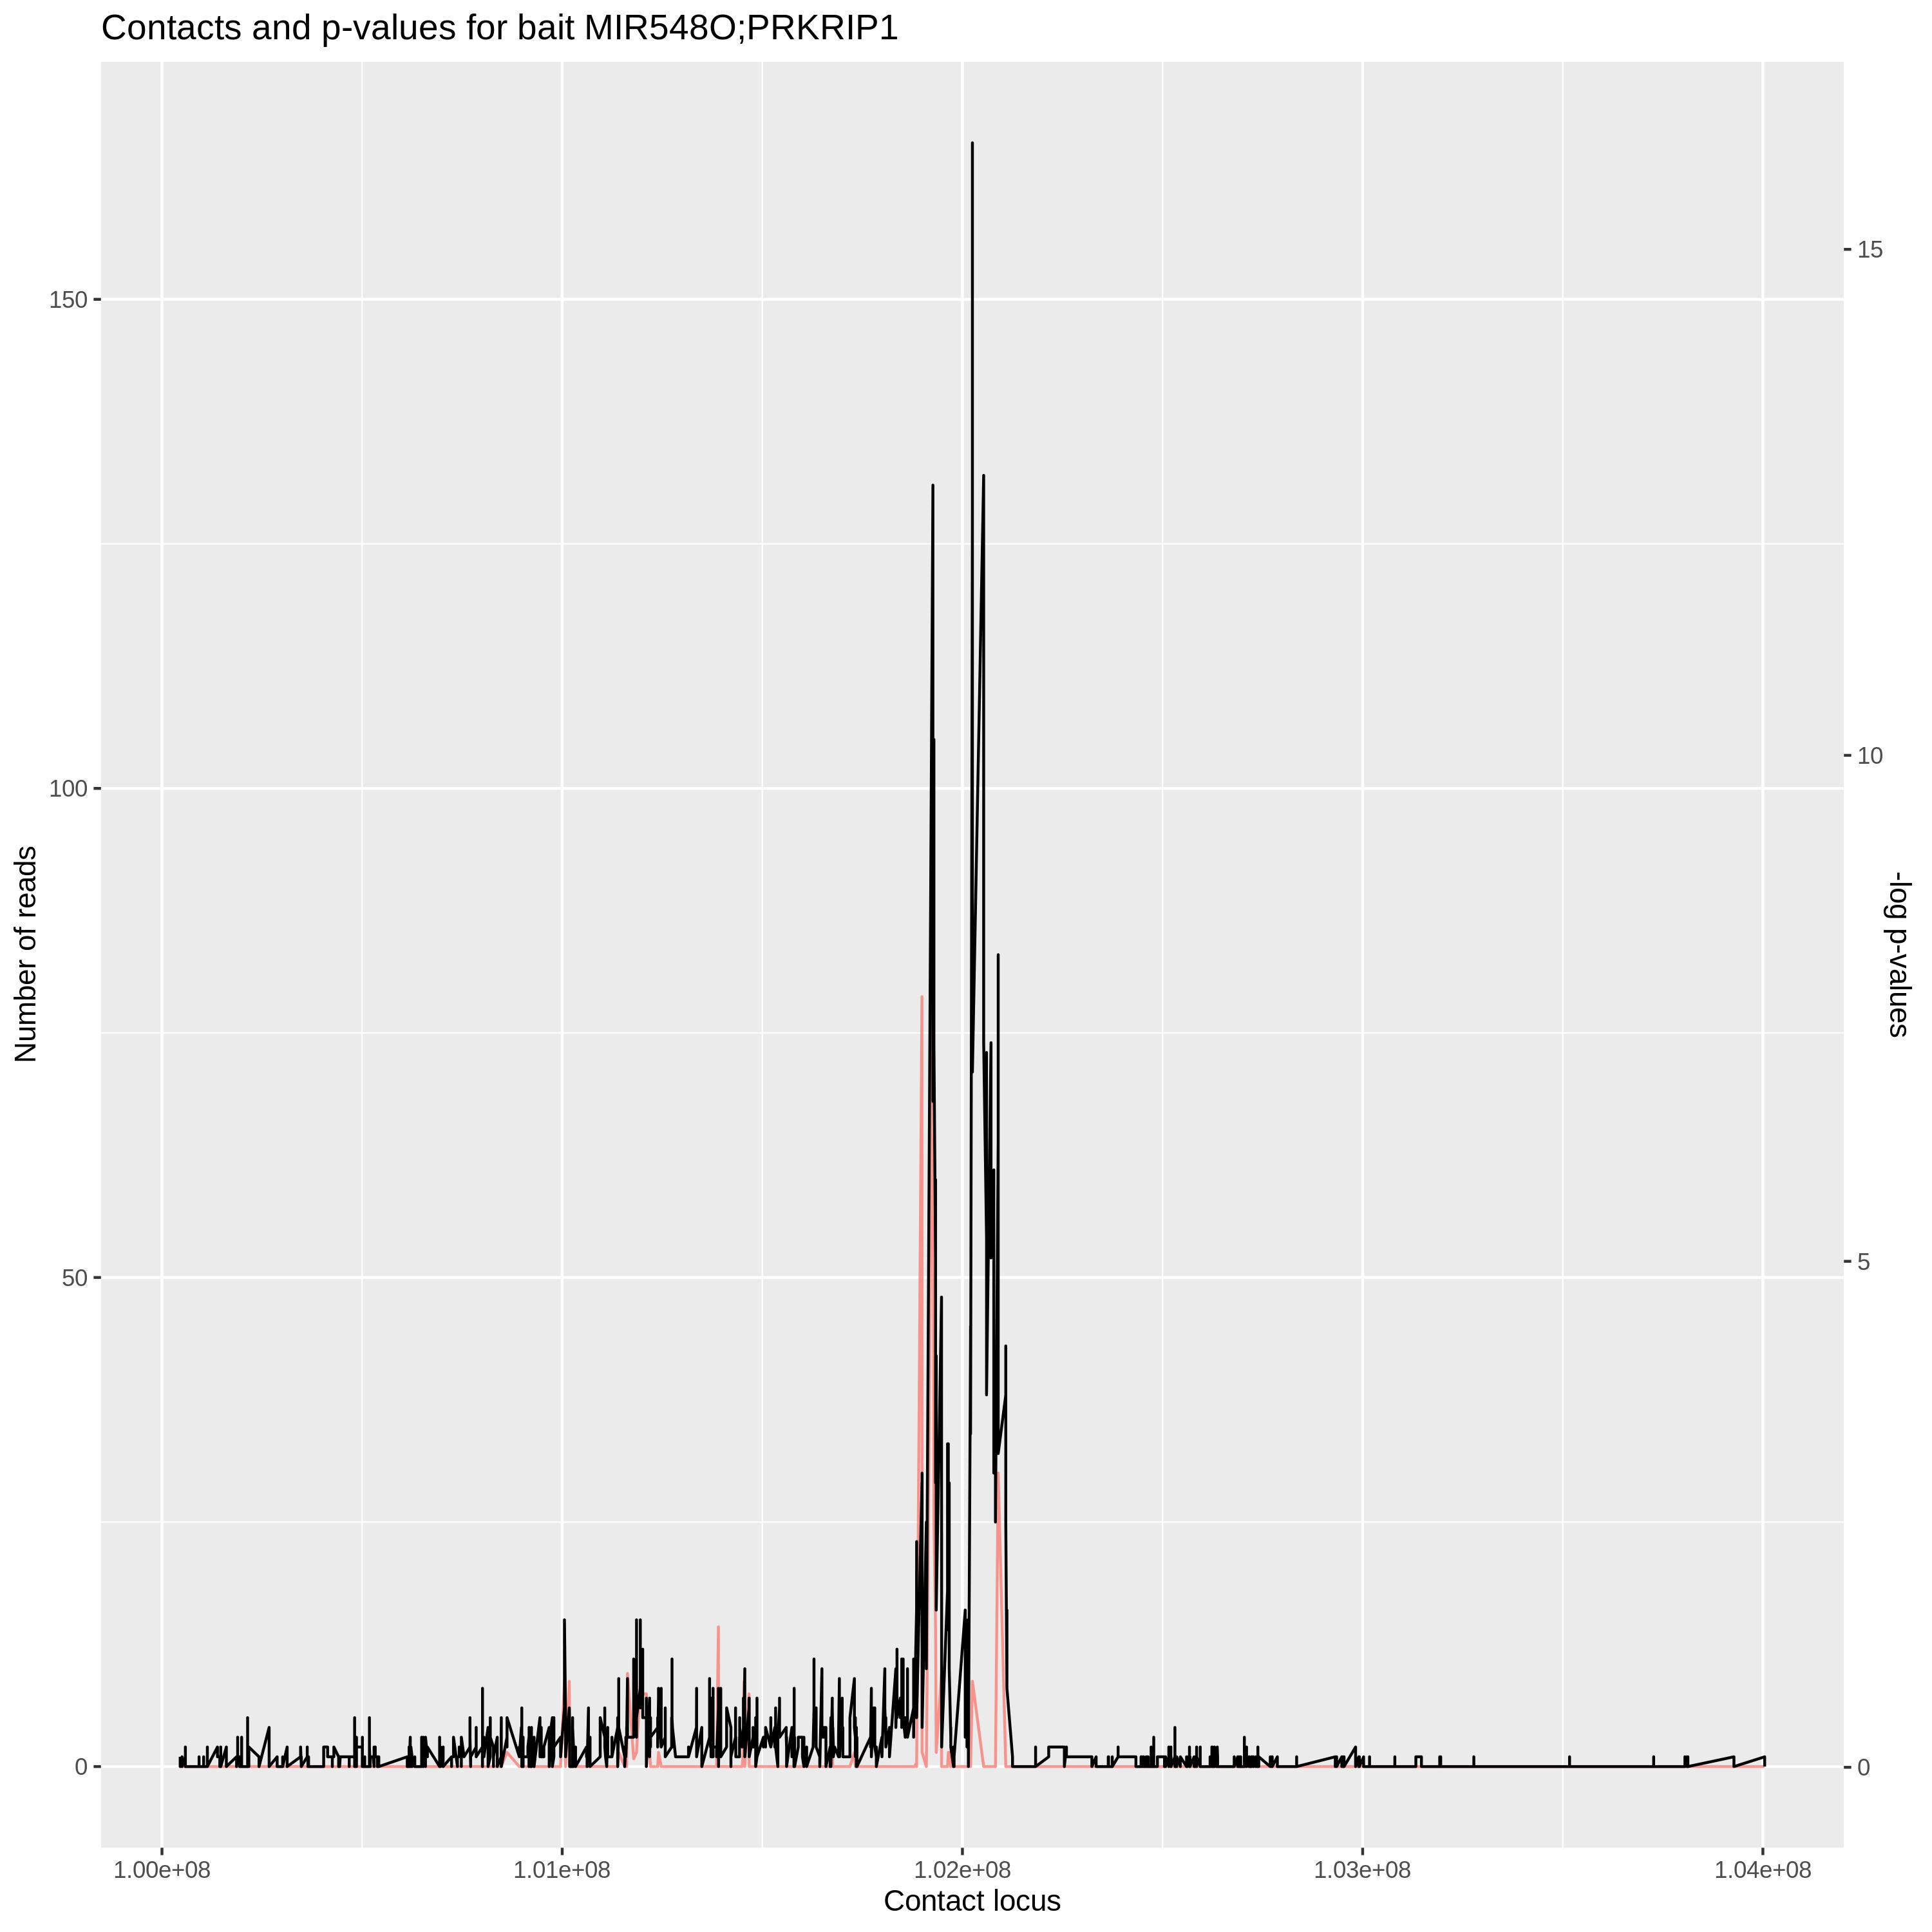 Contacts and p-values for bait MIR548O;PRKRIP1
150
100
50
0
Number of reads
15
10
5
0
-log p-values
1.00e+08
1.01e+08
1.02e+08
1.03e+08
1.04e+08
Contact locus